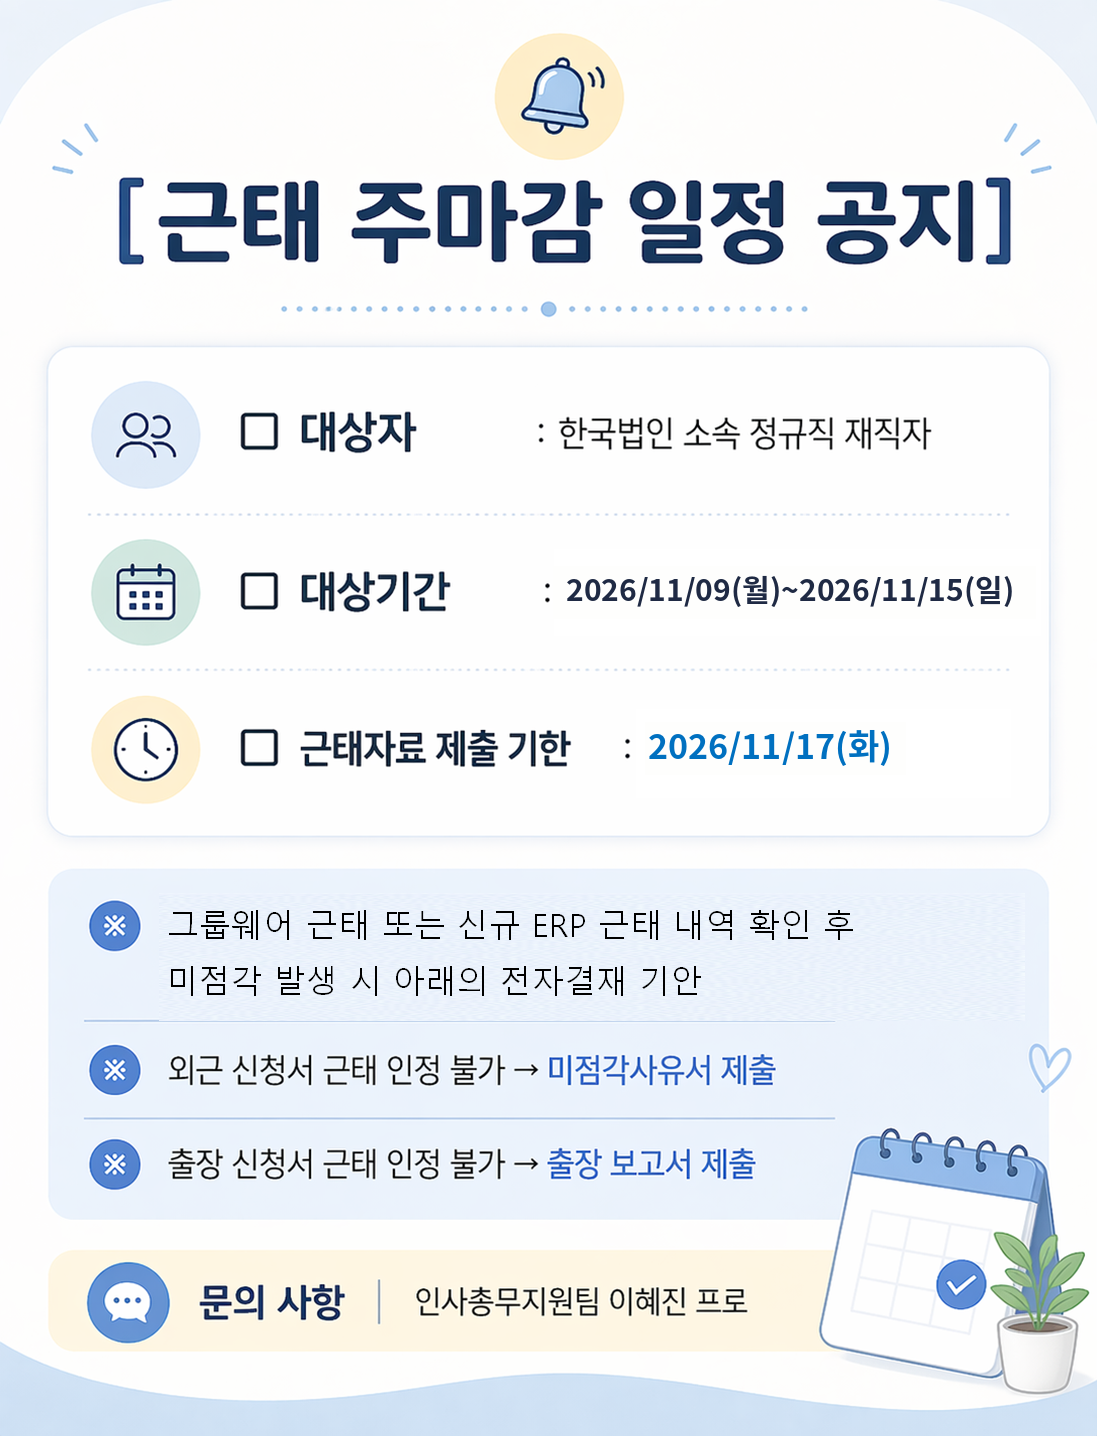 [근태 주마감 일정 공지]
□ 대상자 : 한국법인 소속 정규직 재직자
□ 대상기간 : 2026/11/09(월)~2026/11/15(일)
□ 근태자료 제출 기한 : 2026/11/17(화)
※ 그룹웨어 근태 또는 신규 ERP 근태 내역 확인 후
미점각 발생 시 아래의 전자결재 기안
※ 외근 신청서 근태 인정 불가 → 미점각사유서 제출
※ 출장 신청서 근태 인정 불가 → 출장 보고서 제출
문의 사항 | 인사총무지원팀 이혜진 프로